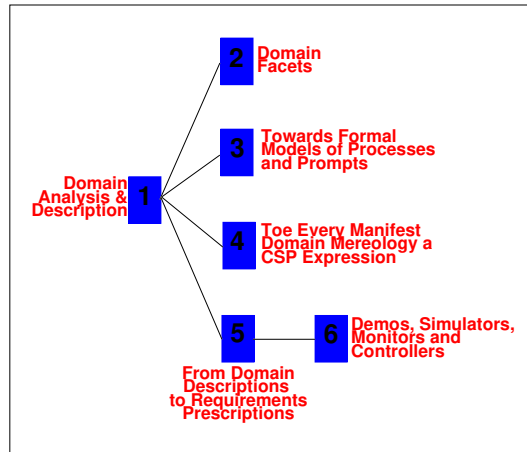 2
Domain
Facets
3
Towards Formal
Models of Processes
and Prompts
Domain
Analysis &
Description
1
4
Toe Every Manifest
Domain Mereology a
CSP Expression
5
From Domain
Descriptions
to Requirements
Prescriptions
6
Demos, Simulators,
Monitors and
Controllers